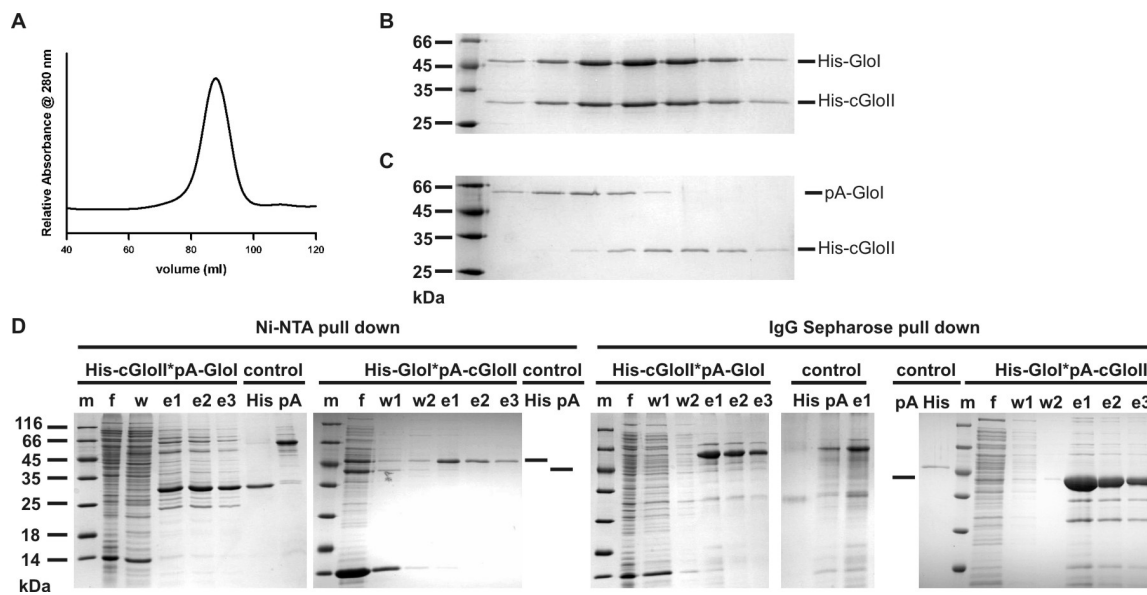 A
Relative Absorbance @ 280 nm
40 60 80 100 120
volume (ml)
B
66
45
35
25
His-GloI
His-cGloII
C
66
45
35
25
kDa
pA-GloI
His-cGloII
D
Ni-NTA pull down
IgG Sepharose pull down
His-cGloII*pA-GloI control
m f w e1 e2 e3 His pA
His-GloI*pA-cGloII control
m f w1 w2 e1 e2 e3 His pA
His-cGloII*pA-GloI
m f w1 w2 e1 e2 e3
control
His pA e1
control
pA His
His-GloI*pA-cGloII
m f w1 w2 e1 e2 e3
116
66
45
35
25
18
14
kDa